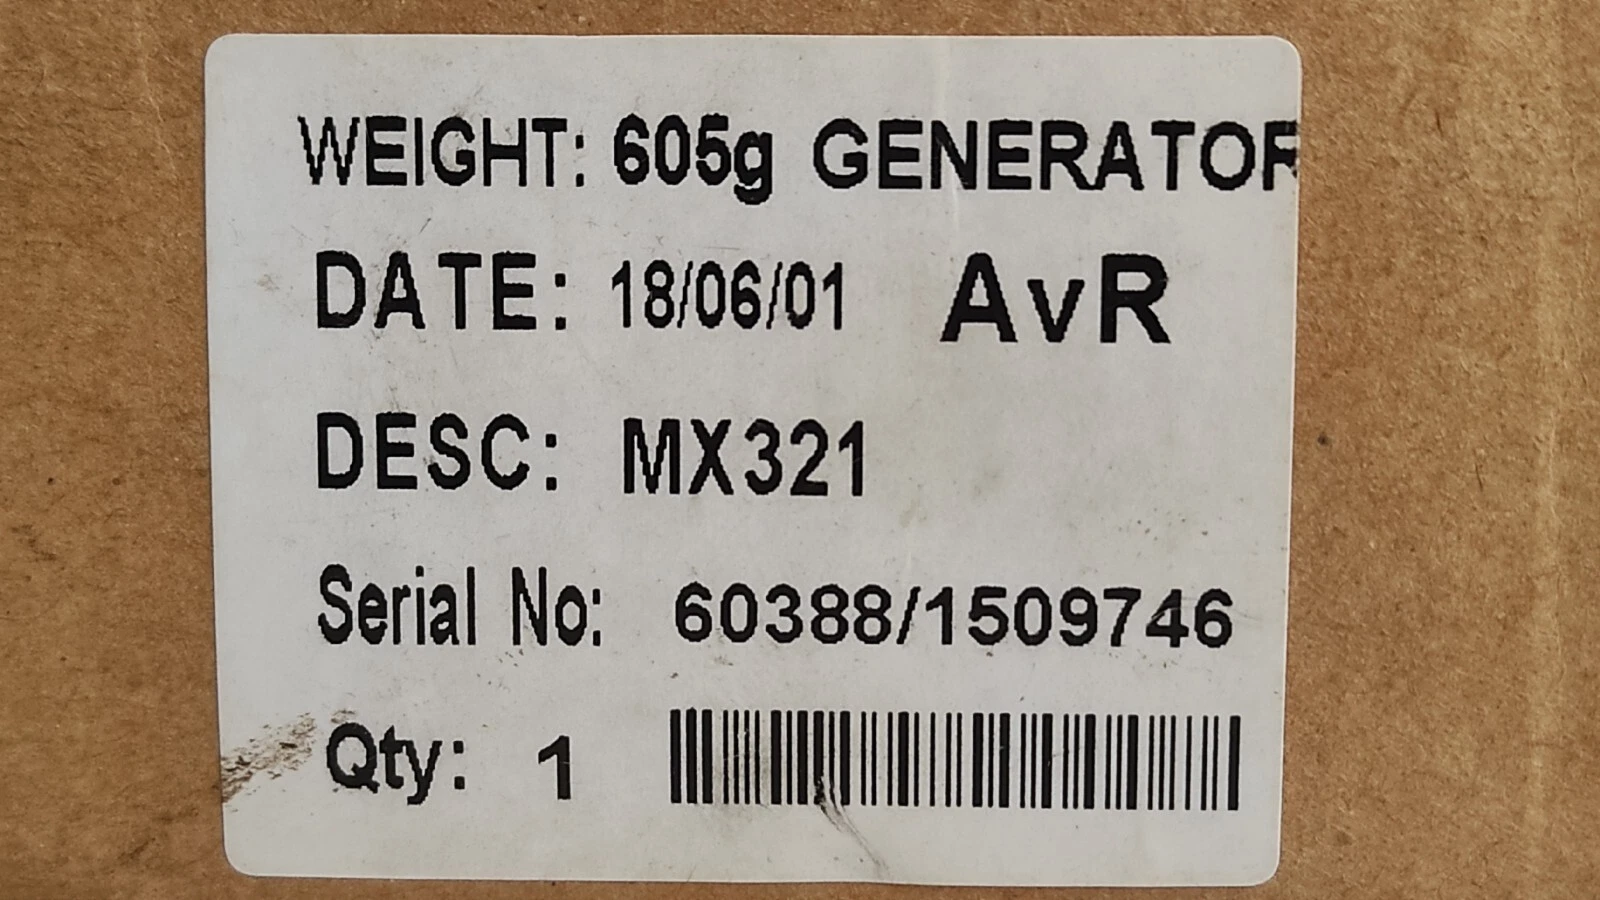 WEIGHT: 605g GENERATOR
DATE: 18/06/01 AvR
DESC: MX321
Serial No: 60388/1509746
Qty: 1